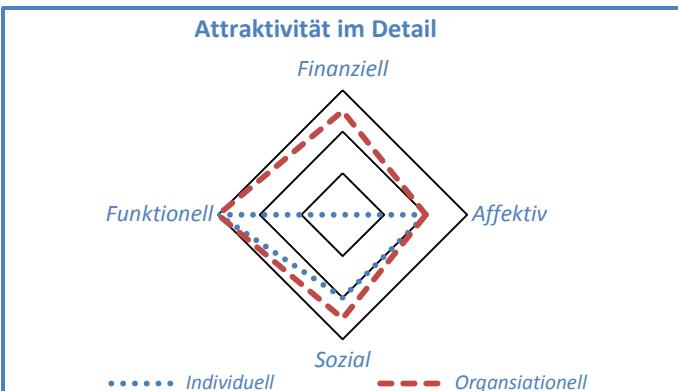 Attraktivität im Detail
Finanziell
Funktionell
Affektiv
Sozial
Individuell
Organsiationell